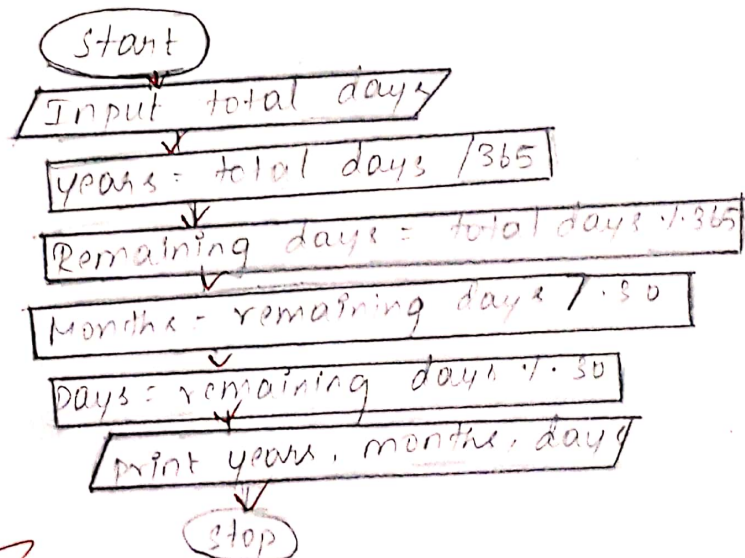 Start
Input total days
years = total days /365
Remaining days = total days %365
Months = remaining days / 30
Days = remaining days % 30
print years, months, days
stop